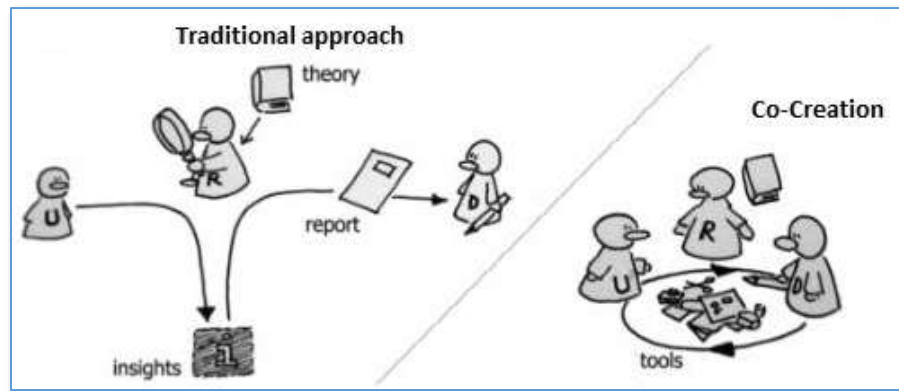 Traditional approach
theory
R
U
D
report
insights
i
Co-Creation
R
U
D
tools